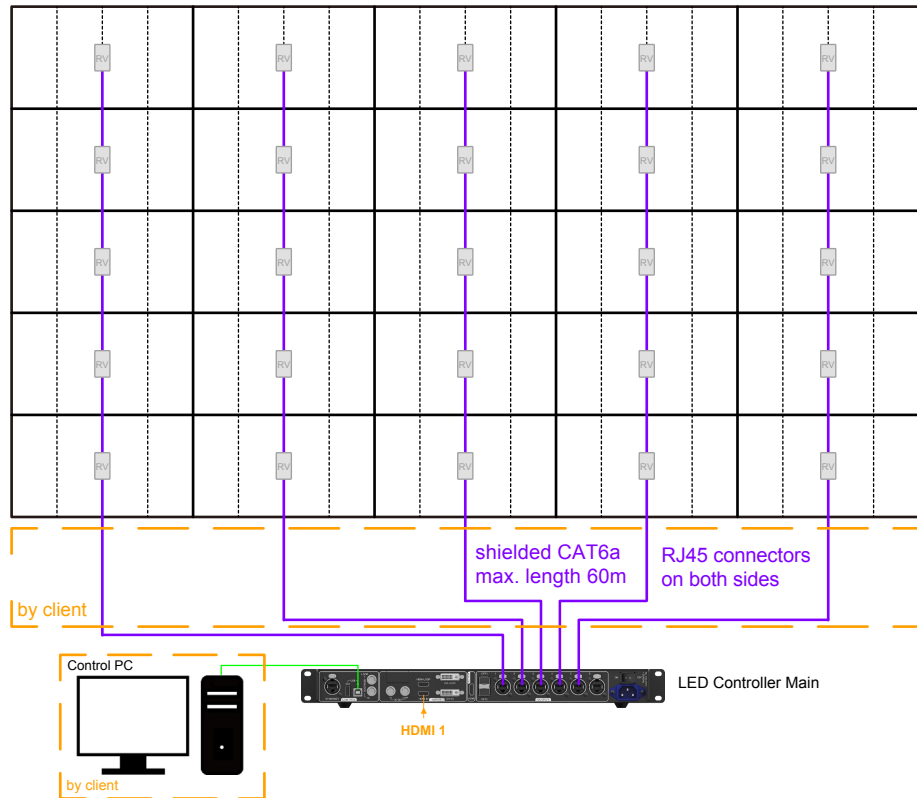 RV RV RV RV RV
RV RV RV RV RV
RV RV RV RV RV
RV RV RV RV RV
RV RV RV RV RV
shielded CAT6a
max. length 60m
RJ45 connectors
on both sides
by client
Control PC
LED Controller Main
HDMI 1
by client